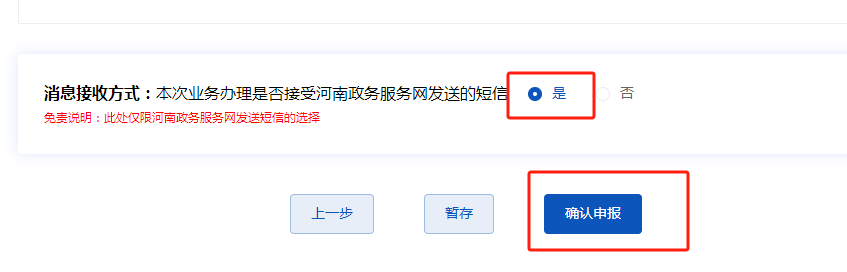 消息接收方式：本次业务办理是否接受河南政务服务网发送的短信 是 否
免责说明：此处仅限河南政务服务网发送短信的选择
上一步 暂存 确认申报